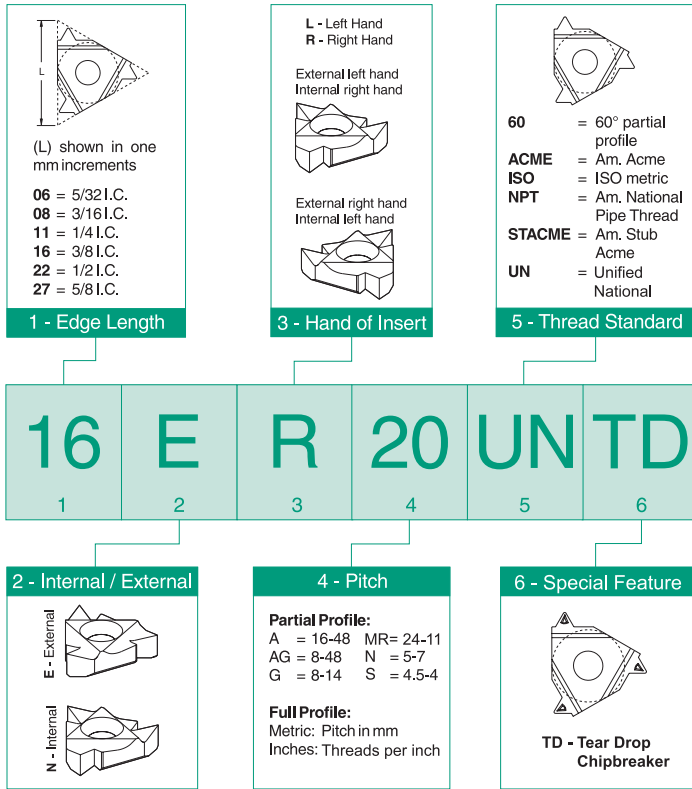 L
(L) shown in one
mm increments
06 = 5/32 I.C.
08 = 3/16 I.C.
11 = 1/4 I.C.
16 = 3/8 I.C.
22 = 1/2 I.C.
27 = 5/8 I.C.
1 - Edge Length
L - Left Hand
R - Right Hand
External left hand
Internal right hand
External right hand
Internal left hand
3 - Hand of Insert
60 = 60° partial
profile
ACME = Am. Acme
ISO = ISO metric
NPT = Am. National
Pipe Thread
STACME = Am. Stub
Acme
UN = Unified
National
5 - Thread Standard
16 E R 20 UN TD
1 2 3 4 5 6
2 - Internal / External
E - External
N - Internal
4 - Pitch
Partial Profile:
A = 16-48 MR= 24-11
AG = 8-48 N = 5-7
G = 8-14 S = 4.5-4
Full Profile:
Metric: Pitch in mm
Inches: Threads per inch
6 - Special Feature
TD - Tear Drop
Chipbreaker